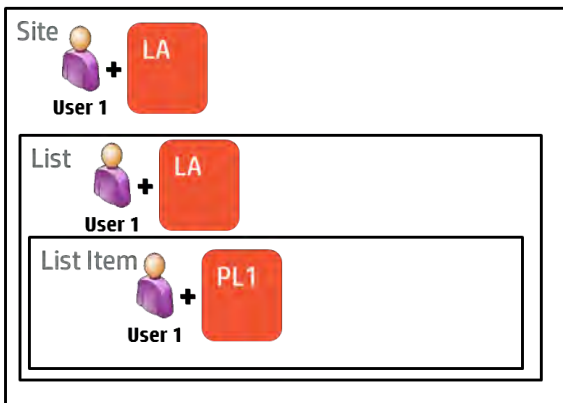 Site
+ LA
User 1
List
+ LA
User 1
List Item
+ PL1
User 1